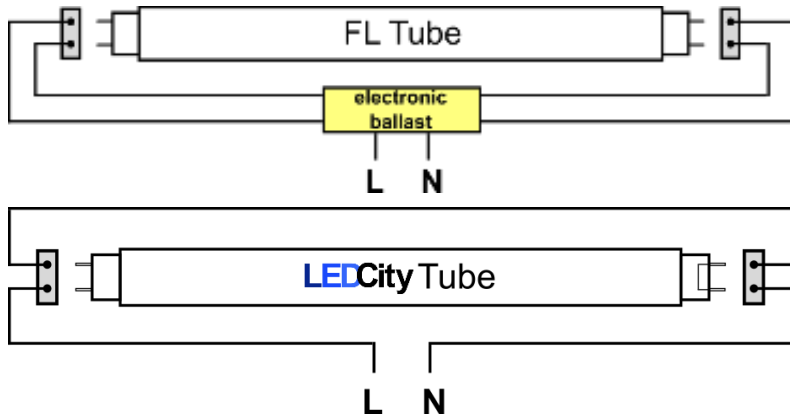 FL Tube
electronic
ballast
L N
LEDCity Tube
L N